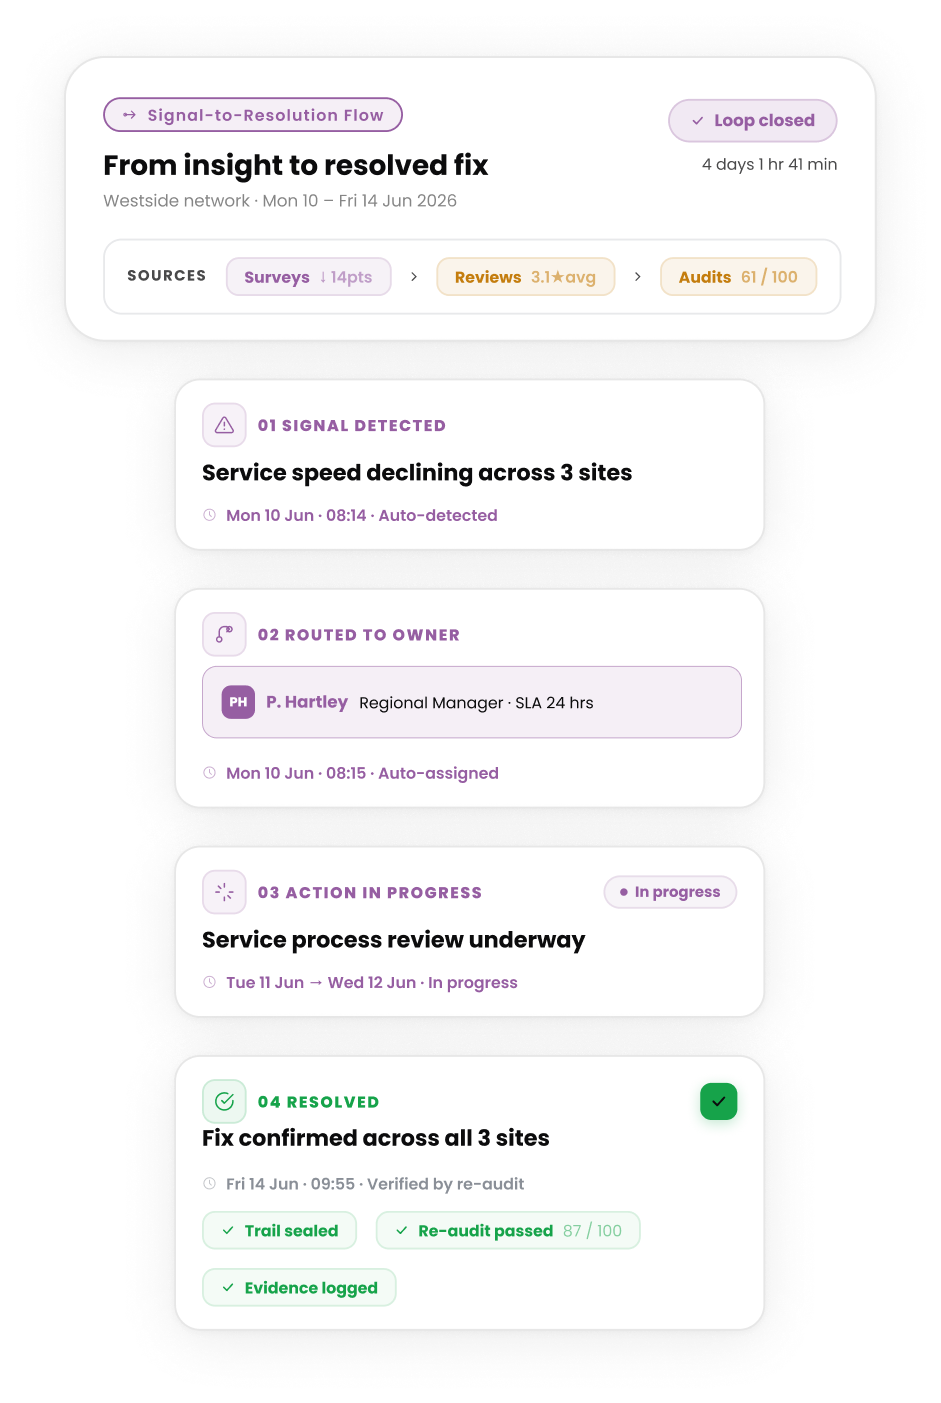 ↔ Signal-to-Resolution Flow
✓ Loop closed
From insight to resolved fix
4 days 1 hr 41 min
Westside network · Mon 10 – Fri 14 Jun 2026
SOURCES Surveys ↓ 14pts › Reviews 3.1★avg › Audits 61 / 100
01 SIGNAL DETECTED
Service speed declining across 3 sites
Mon 10 Jun · 08:14 · Auto-detected
02 ROUTED TO OWNER
PH P. Hartley Regional Manager · SLA 24 hrs
Mon 10 Jun · 08:15 · Auto-assigned
03 ACTION IN PROGRESS • In progress
Service process review underway
Tue 11 Jun → Wed 12 Jun · In progress
04 RESOLVED
Fix confirmed across all 3 sites
Fri 14 Jun · 09:55 · Verified by re-audit
✓ Trail sealed ✓ Re-audit passed 87 / 100
✓ Evidence logged